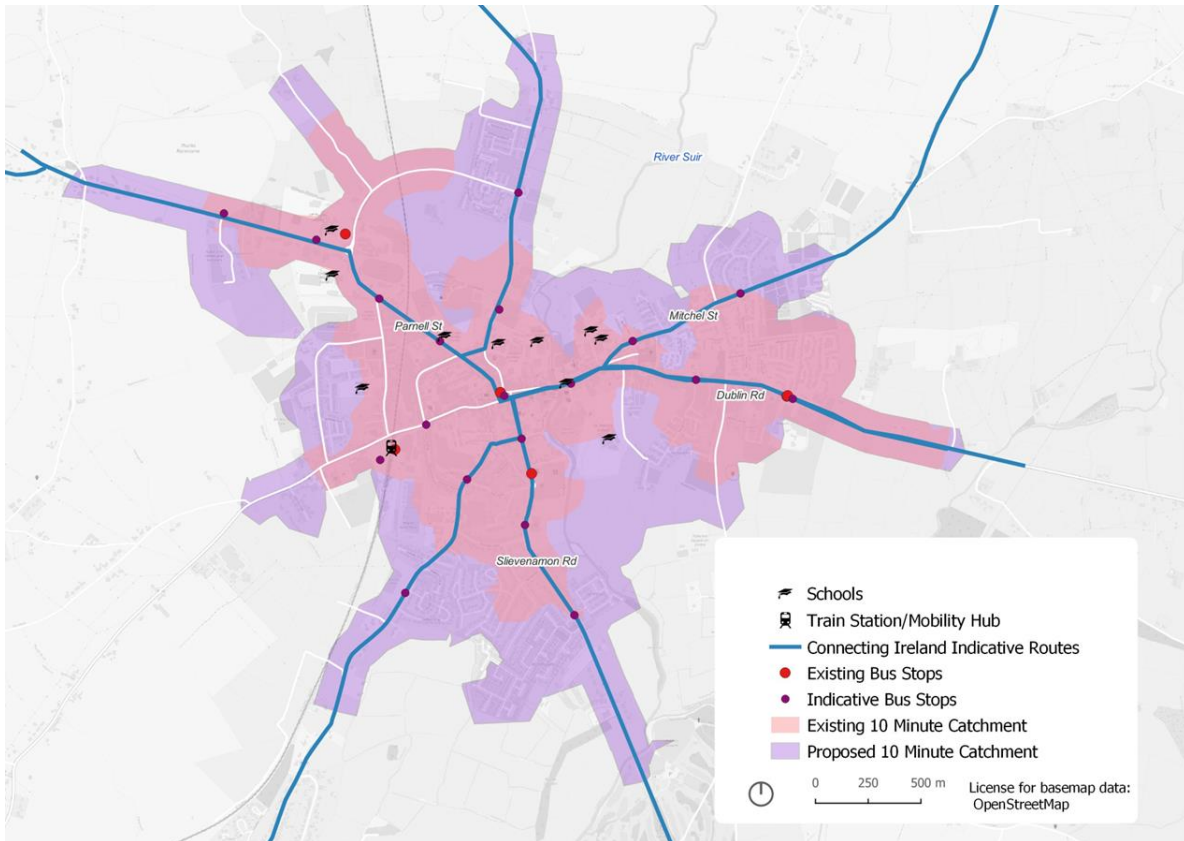 River Suir
Parnell St
Mitchel St
Dublin Rd
Slievenamon Rd
Schools
Train Station/Mobility Hub
Connecting Ireland Indicative Routes
Existing Bus Stops
Indicative Bus Stops
Existing 10 Minute Catchment
Proposed 10 Minute Catchment
0 250 500 m
License for basemap data:
OpenStreetMap